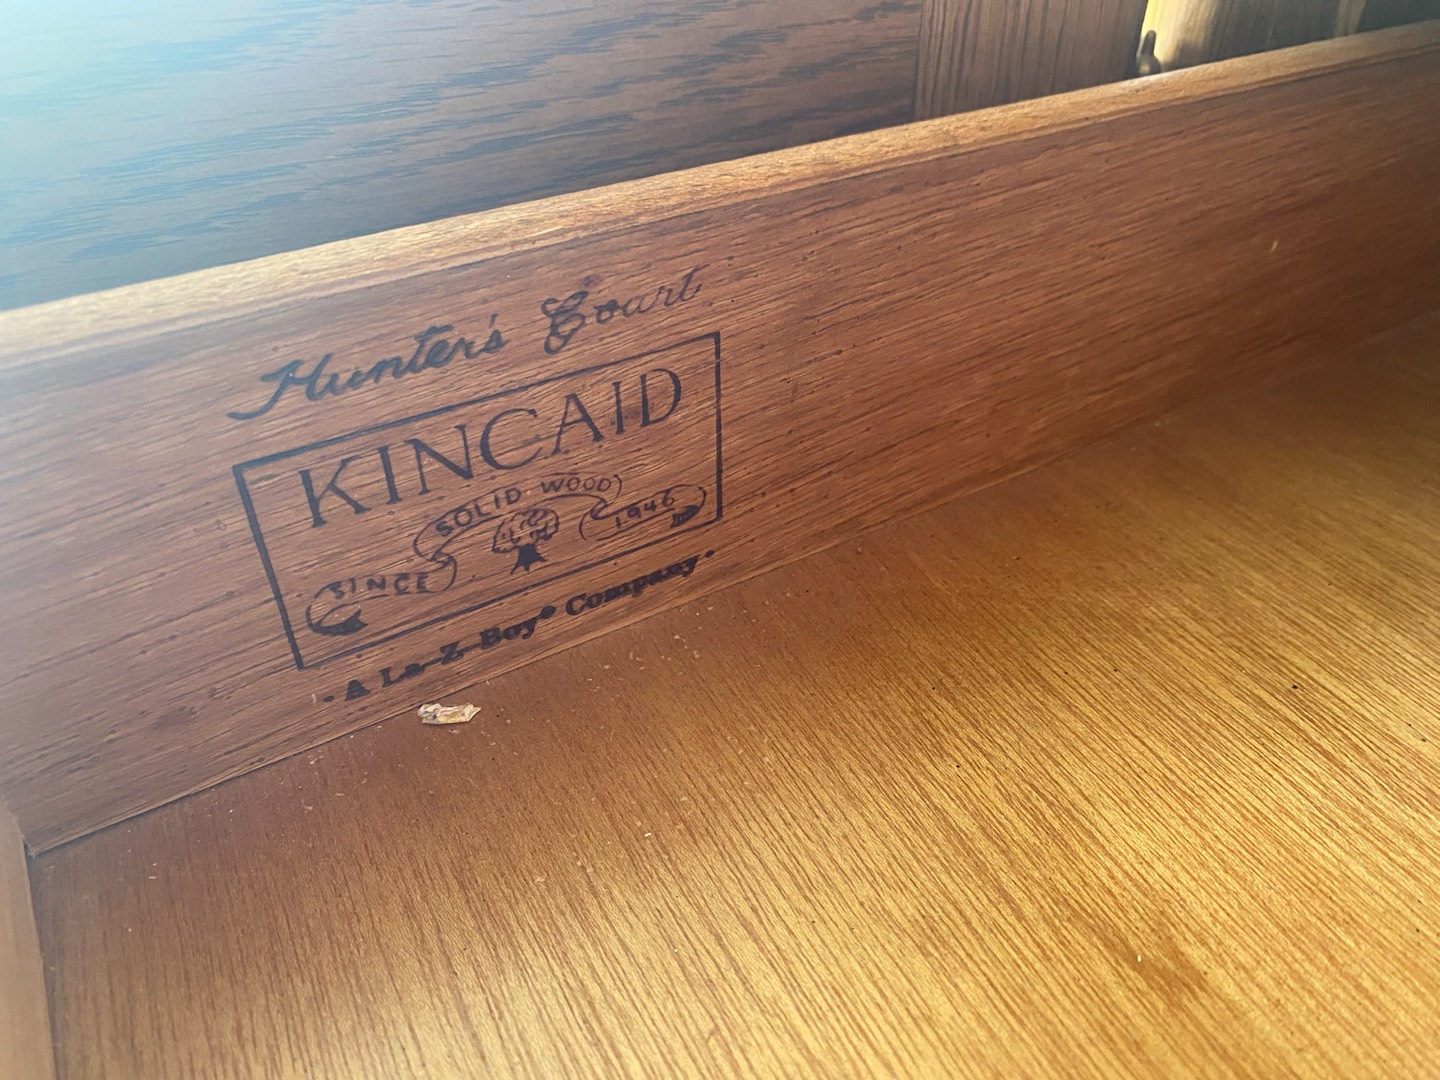 Hunter's Court
KINCAID
SOLID WOOD
SINCE 1946
· A La-Z-Boy® Company ·